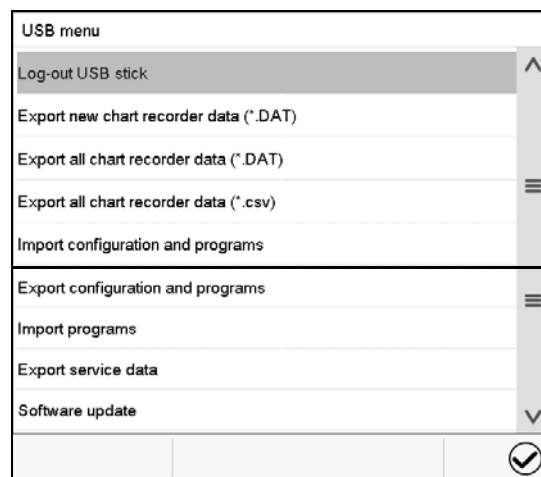 USB menu
Log-out USB stick
Export new chart recorder data (*.DAT)
Export all chart recorder data (*.DAT)
Export all chart recorder data (*.csv)
Import configuration and programs
Export configuration and programs
Import programs
Export service data
Software update